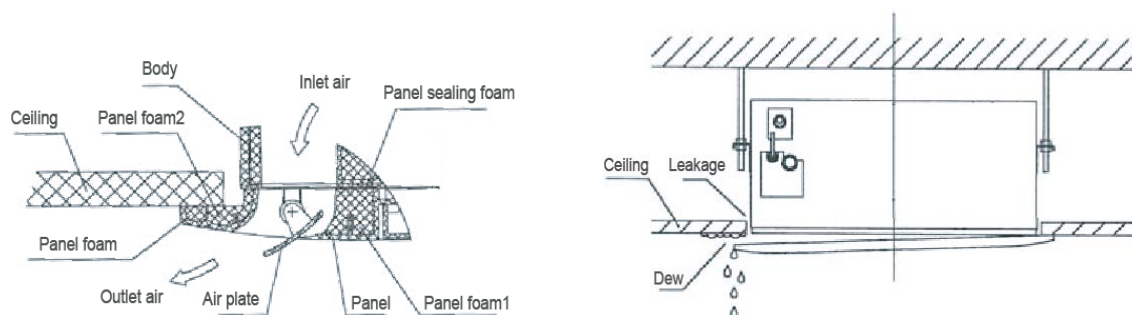 Body
Inlet air
Panel sealing foam
Ceiling
Panel foam2
Panel foam
Outlet air
Air plate
Panel
Panel foam1
Leakage
Ceiling
Dew